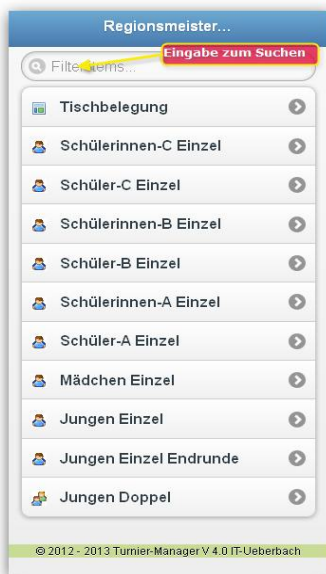 Regionsmeister...
Eingabe zum Suchen
Filter items...
Tischbelegung
Schülerinnen-C Einzel
Schüler-C Einzel
Schülerinnen-B Einzel
Schüler-B Einzel
Schülerinnen-A Einzel
Schüler-A Einzel
Mädchen Einzel
Jungen Einzel
Jungen Einzel Endrunde
Jungen Doppel
© 2012 - 2013 Turnier-Manager V 4.0 IT-Ueberbach